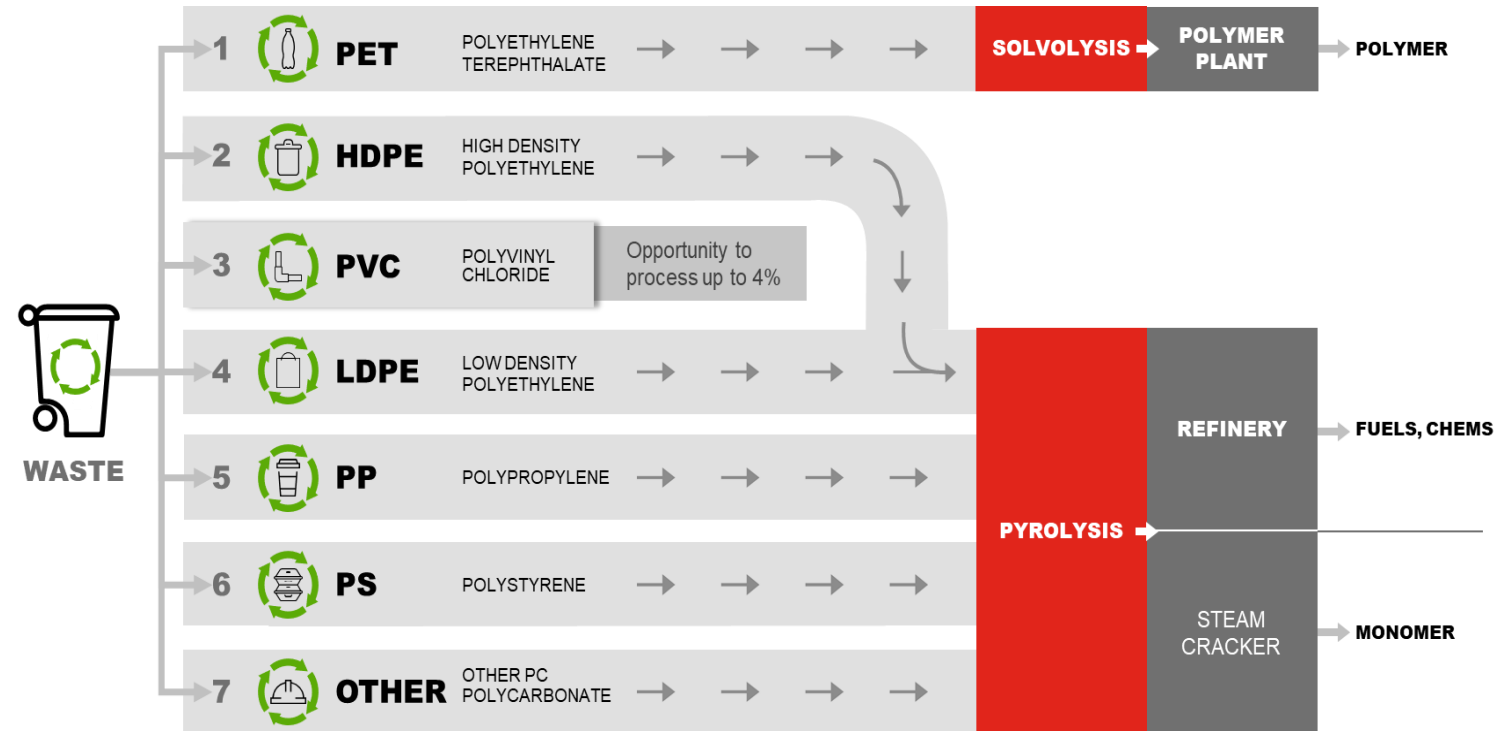 1 PET POLYETHYLENE
TEREPHTHALATE
SOLVOLYSIS
POLYMER
PLANT
POLYMER
2 HDPE HIGH DENSITY
POLYETHYLENE
3 PVC POLYVINYL
CHLORIDE
Opportunity to
process up to 4%
WASTE
4 LDPE LOW DENSITY
POLYETHYLENE
5 PP POLYPROPYLENE
6 PS POLYSTYRENE
7 OTHER OTHER PC
POLYCARBONATE
PYROLYSIS
REFINERY
FUELS, CHEMS
STEAM
CRACKER
MONOMER